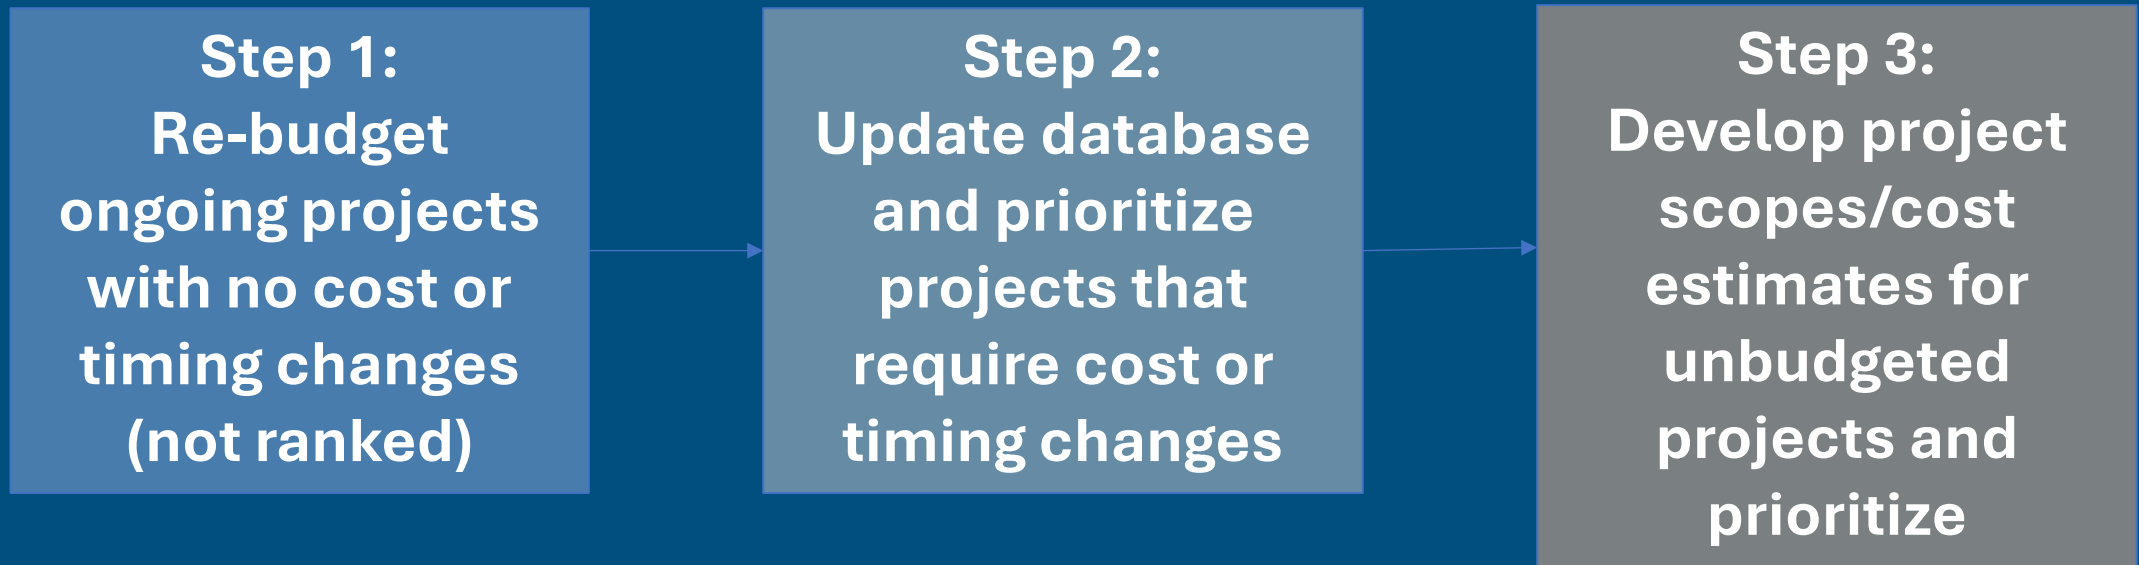 Step 1:
Re-budget
ongoing projects
with no cost or
timing changes
(not ranked)
Step 2:
Update database
and prioritize
projects that
require cost or
timing changes
Step 3:
Develop project
scopes/cost
estimates for
unbudgeted
projects and
prioritize